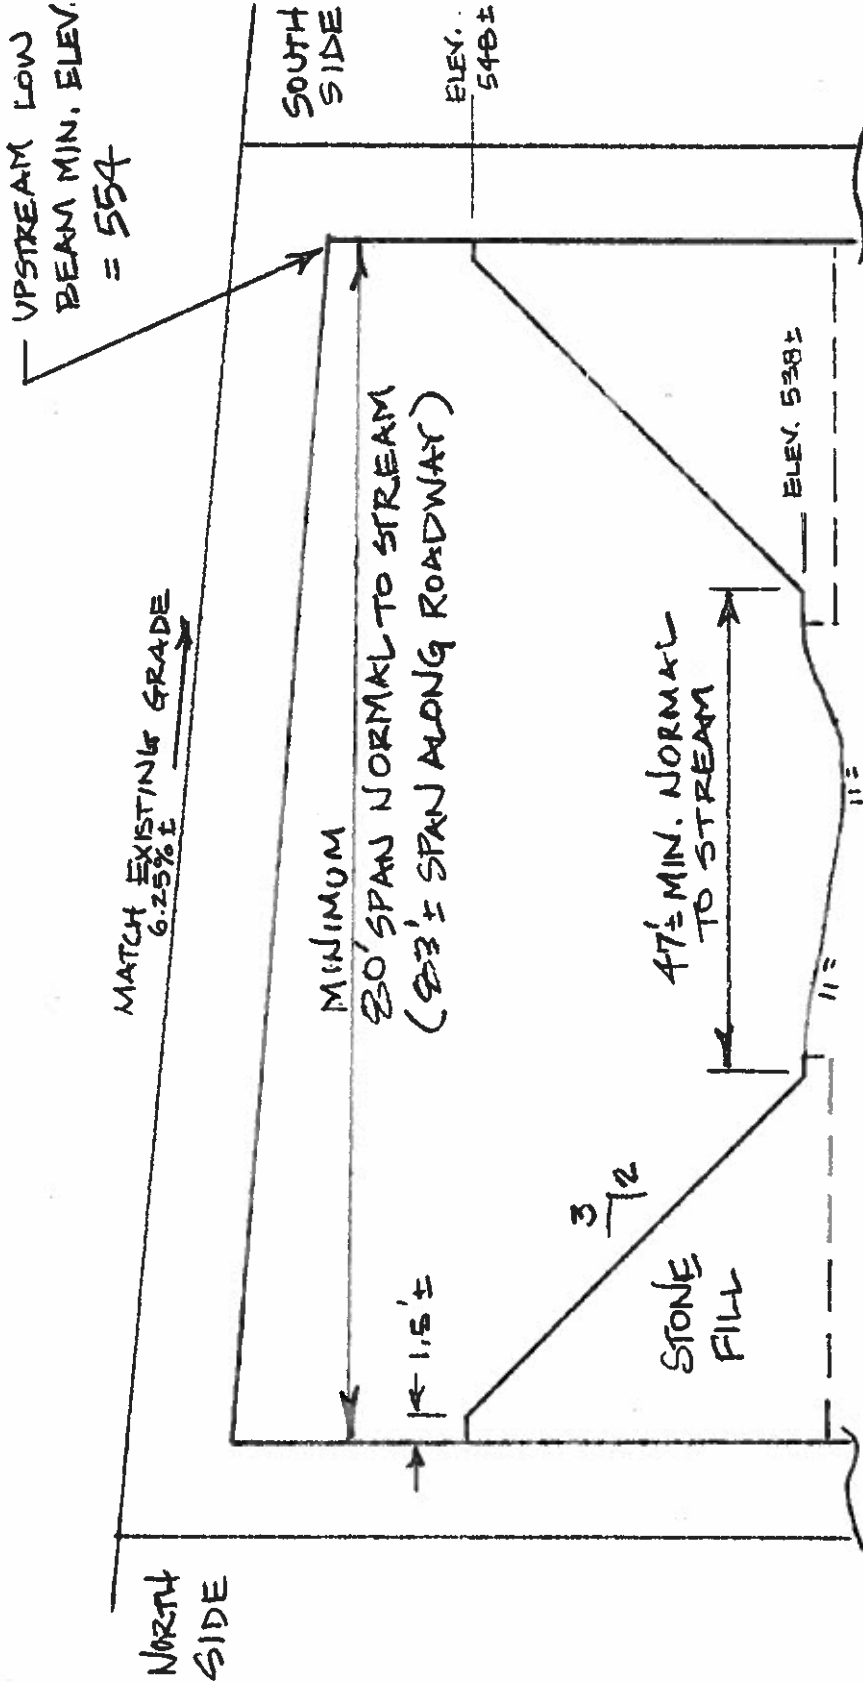 UPSTREAM LOW
BEAM MIN. ELEV.
= 554
SOUTH
SIDE
ELEV.
548±
MATCH EXISTING GRADE
6.25% ±
MINIMUM
80' SPAN NORMAL TO STREAM
(83'± SPAN ALONG ROADWAY)
ELEV. 538±
47'± MIN. NORMAL
TO STREAM
1.5'±
3
2
STONE
FILL
NORTH
SIDE